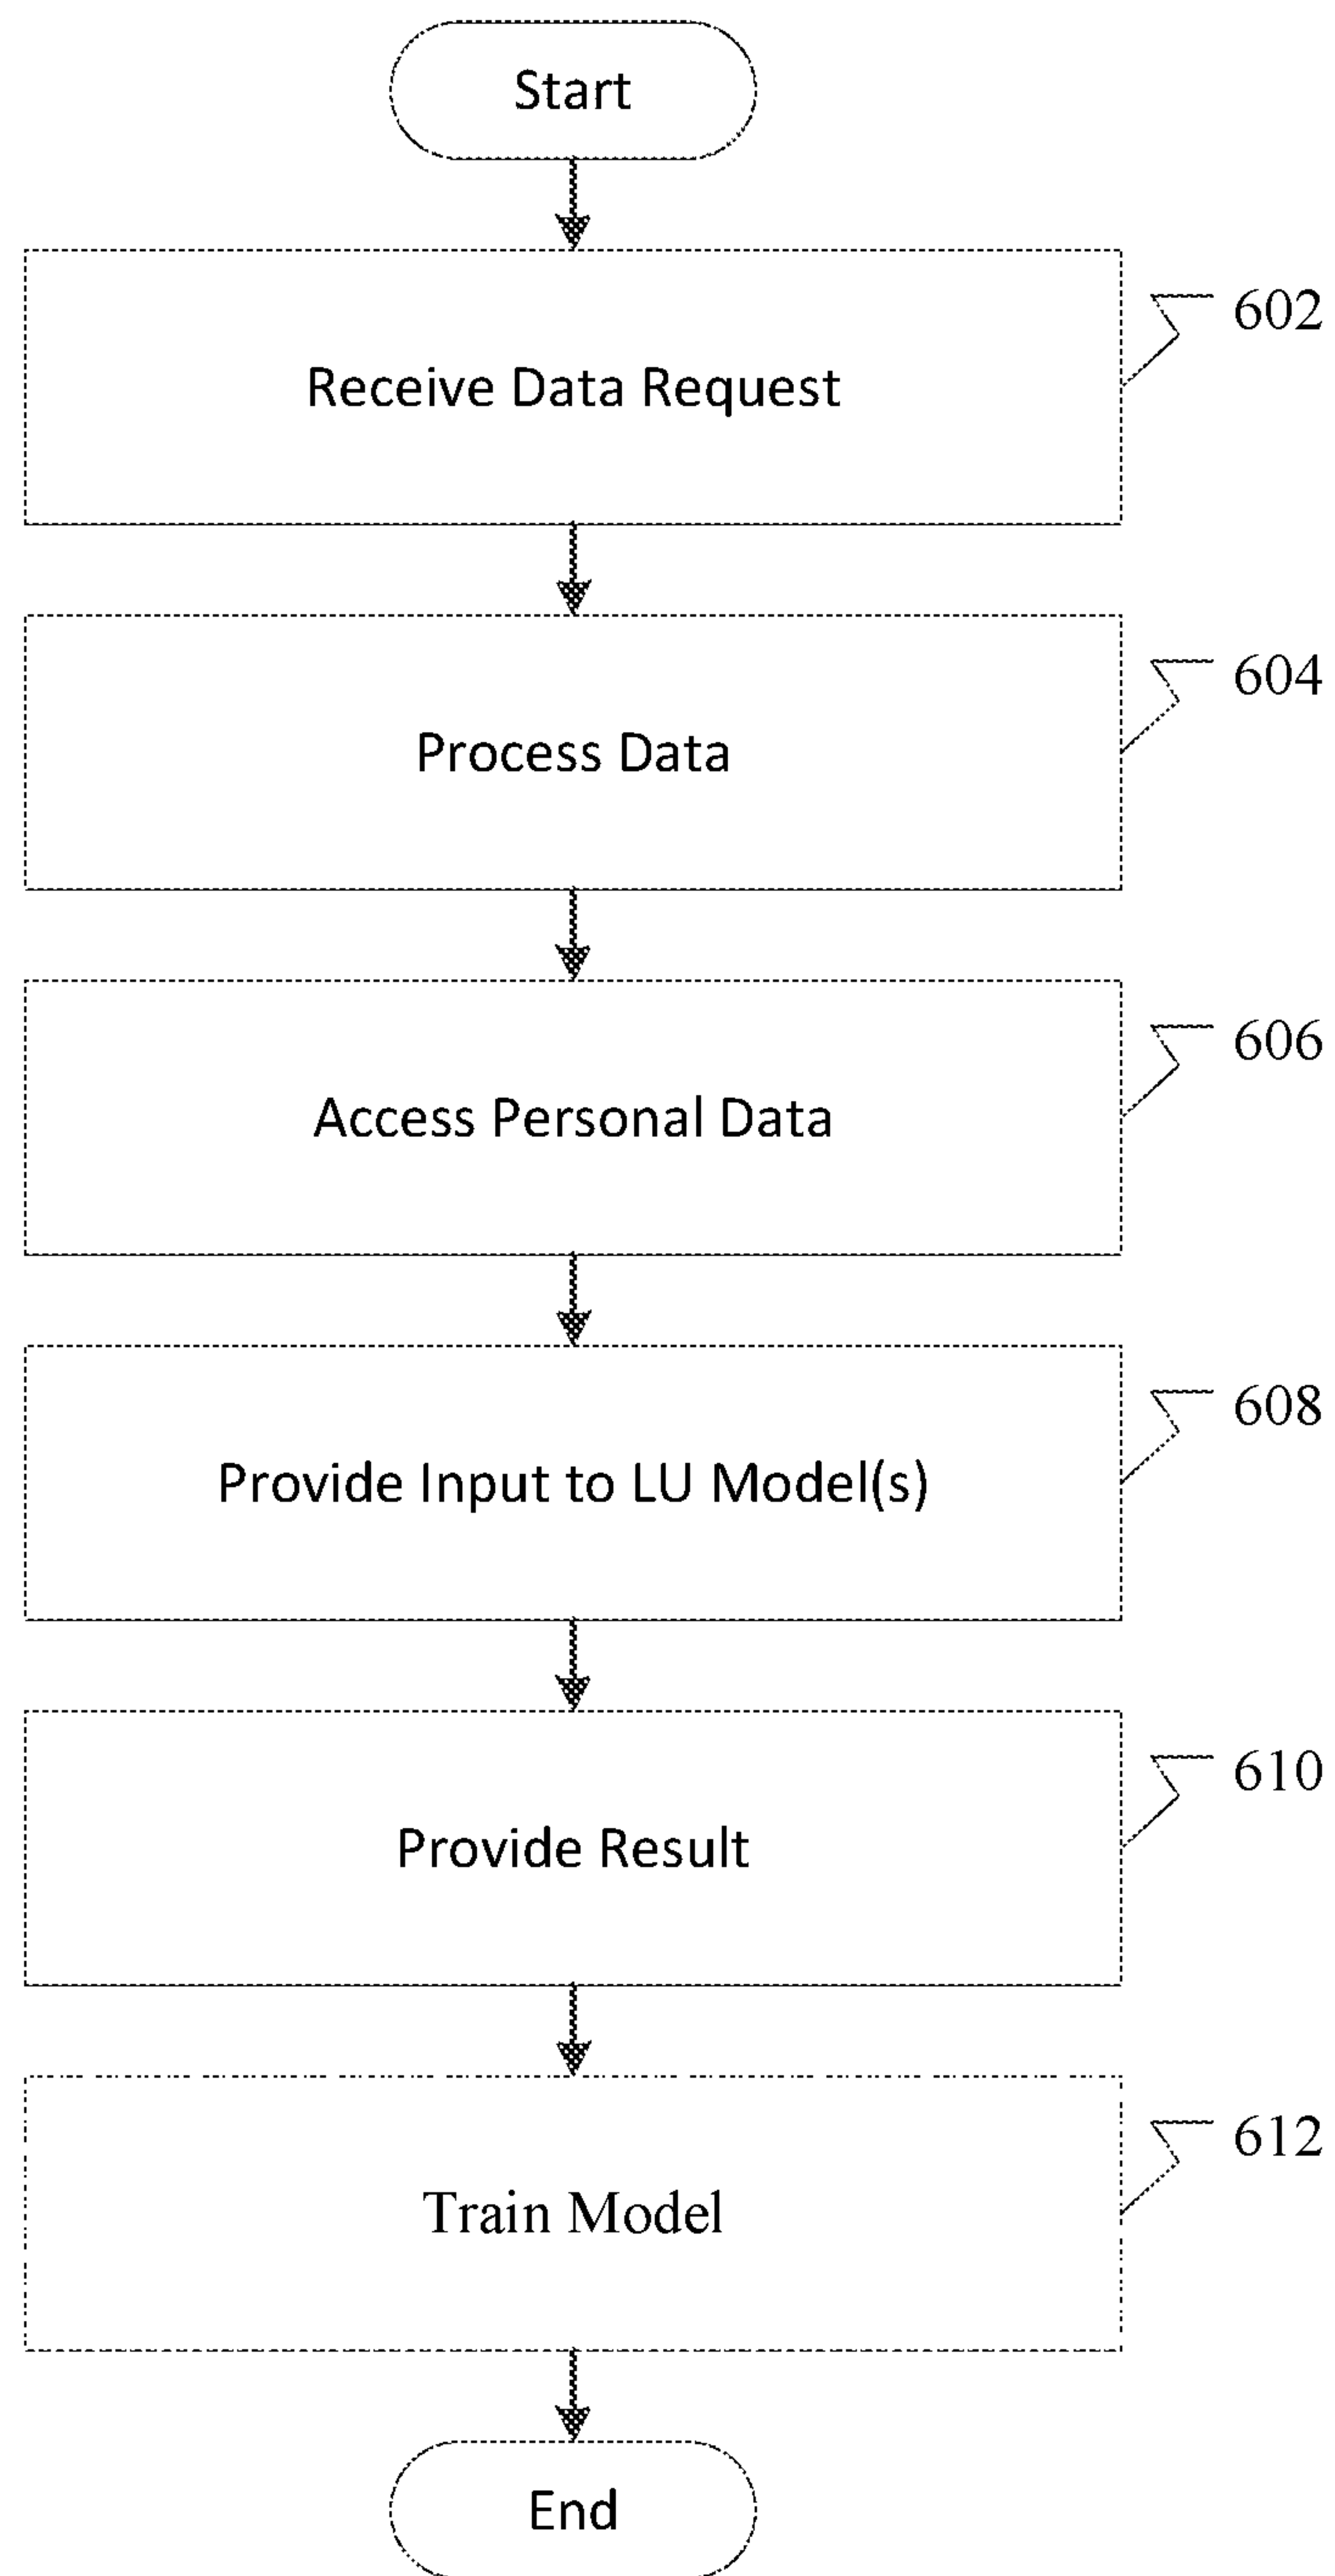 Start
Receive Data Request
602
Process Data
604
Access Personal Data
606
Provide Input to LU Model(s)
608
Provide Result
610
Train Model
612
End